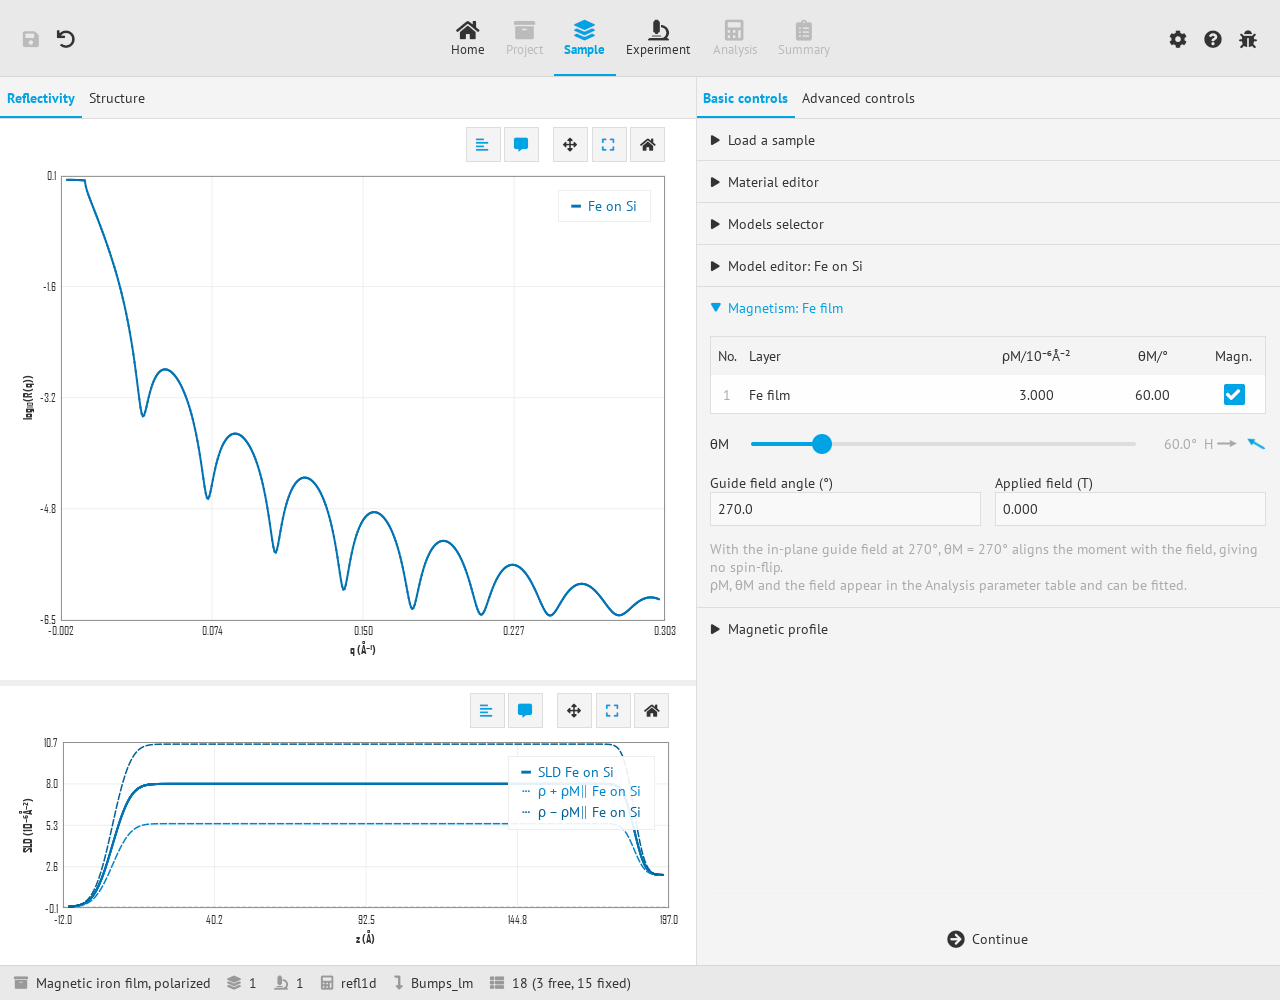 Home
Project
Sample
Experiment
Analysis
Summary
Reflectivity
Structure
Basic controls
Advanced controls
0.1
-1.6
-3.2
-4.8
-6.5
log₁₀(R(q))
Fe on Si
-0.002
0.074
0.150
0.227
0.303
q (Å⁻¹)
10.7
8.0
5.3
2.6
-0.1
SLD (10⁻⁶Å⁻²)
SLD Fe on Si
ρ + ρM∥ Fe on Si
ρ − ρM∥ Fe on Si
-12.0
40.2
92.5
144.8
197.0
z (Å)
Load a sample
Material editor
Models selector
Model editor: Fe on Si
Magnetism: Fe film
No. Layer ρM/10⁻⁶Å⁻² θM/° Magn.
1 Fe film 3.000 60.00
θM 60.0° H
Guide field angle (°)
Applied field (T)
270.0
0.000
With the in-plane guide field at 270°, θM = 270° aligns the moment with the field, giving
no spin-flip.
ρM, θM and the field appear in the Analysis parameter table and can be fitted.
Magnetic profile
Continue
Magnetic iron film, polarized 1 1 refl1d Bumps_lm 18 (3 free, 15 fixed)